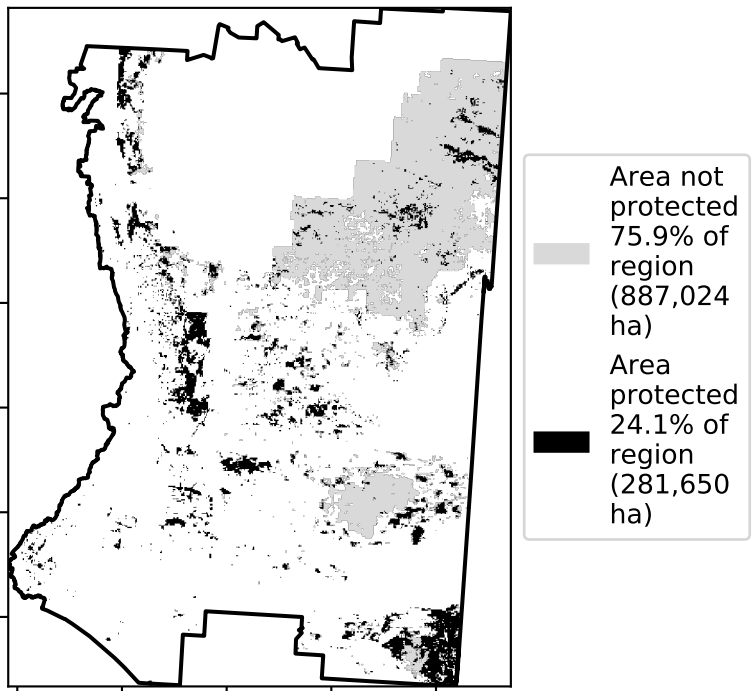 Area not
protected
75.9% of
region
(887,024
ha)
Area
protected
24.1% of
region
(281,650
ha)